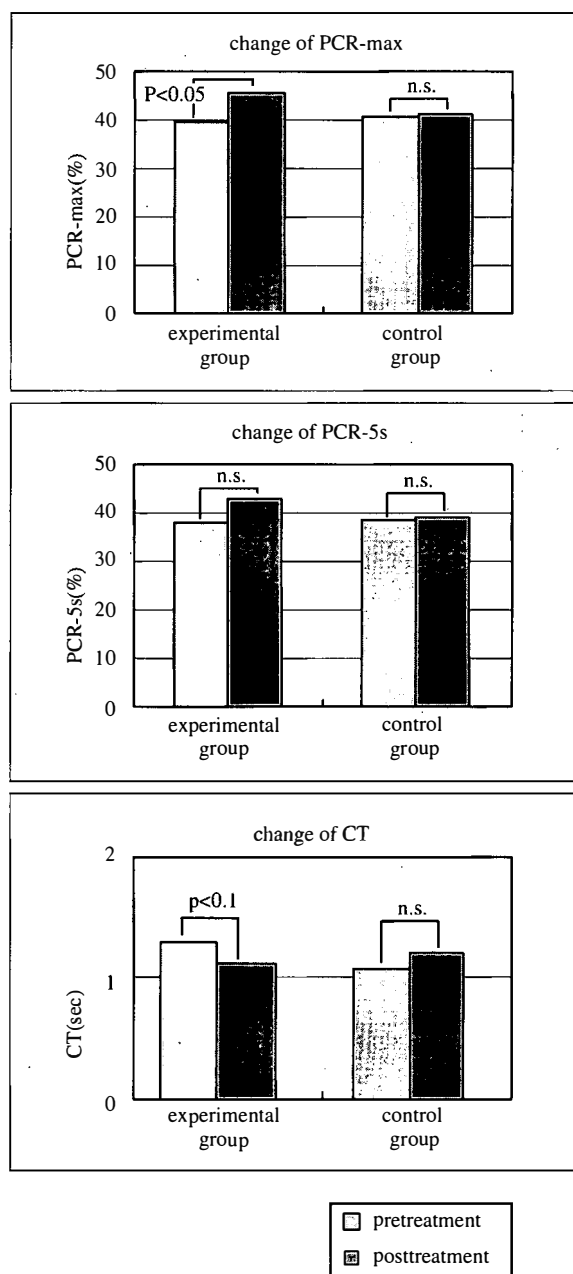 change of PCR-max
50
40
30
20
10
0
PCR-max(%)
P<0.05
n.s.
experimental
group
control
group
change of PCR-5s
50
40
30
20
10
0
PCR-5s(%)
n.s.
n.s.
experimental
group
control
group
change of CT
2
1
0
CT(sec)
p<0.1
n.s.
experimental
group
control
group
pretreatment
posttreatment